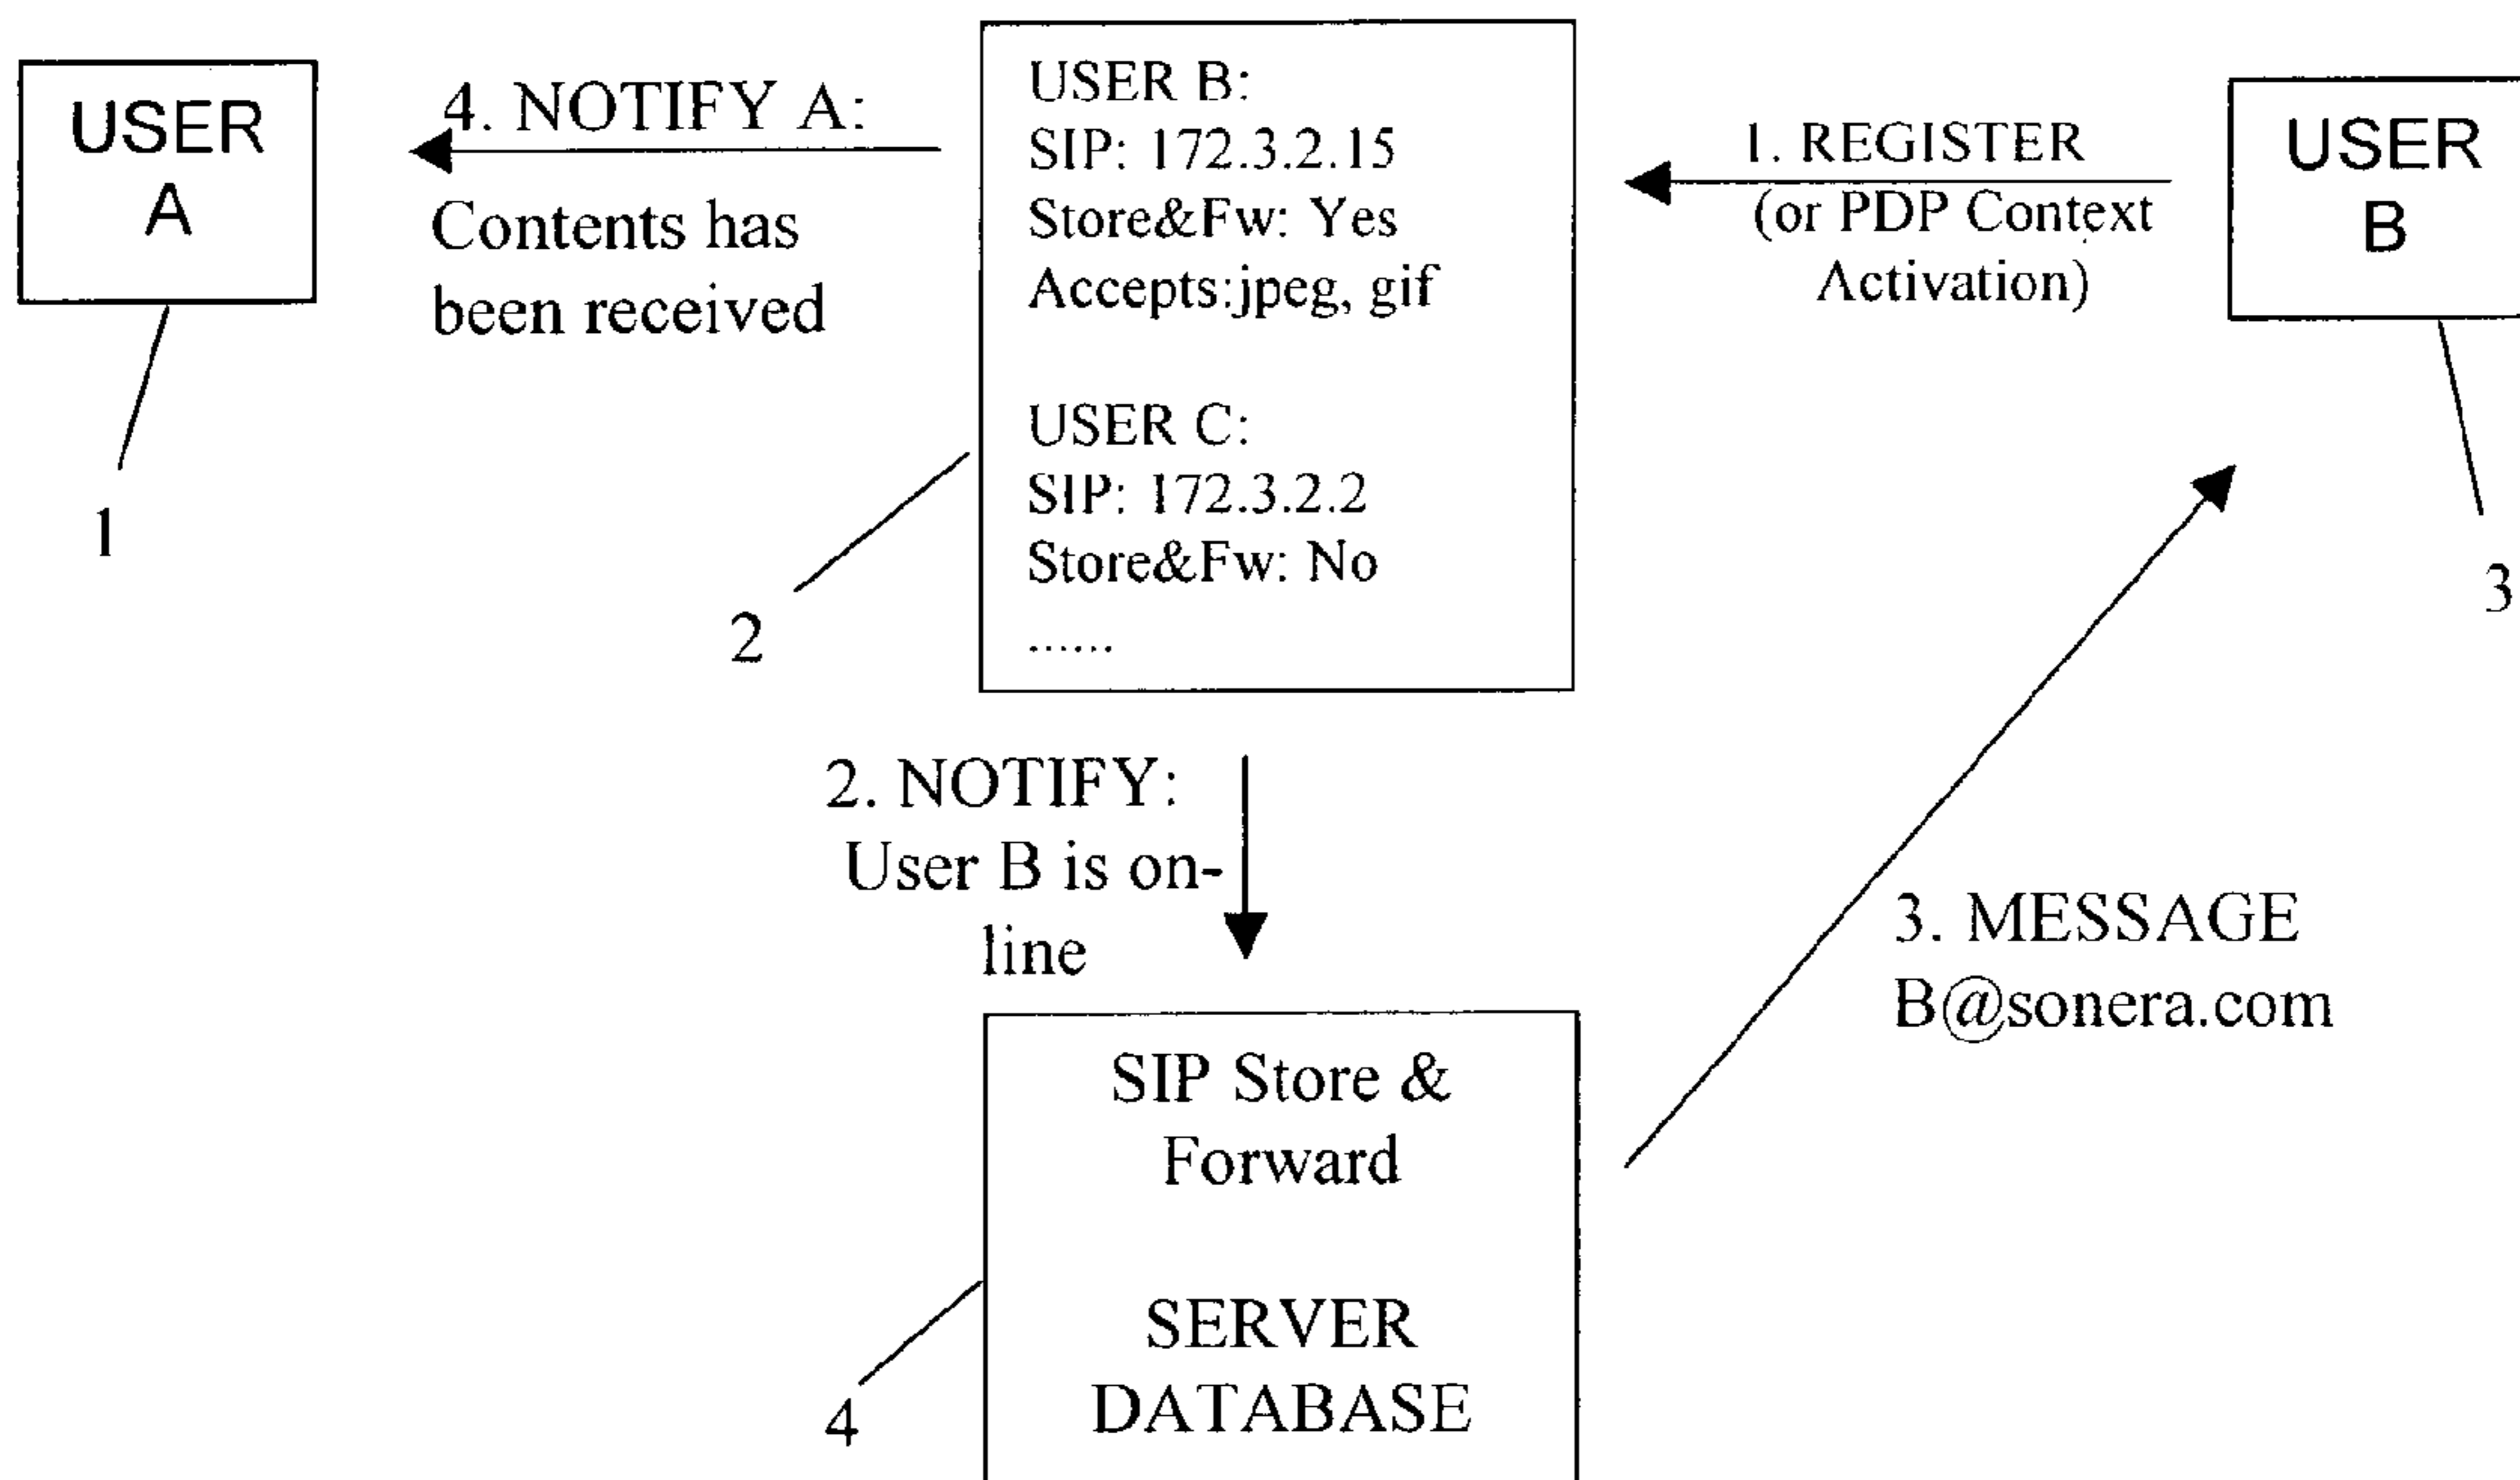 USER
A
1
4. NOTIFY A:
Contents has
been received
USER B:
SIP: 172.3.2.15
Store&Fw: Yes
Accepts:jpeg, gif
USER C:
SIP: 172.3.2.2
Store&Fw: No
......
2
1. REGISTER
(or PDP Context
Activation)
USER
B
3
2. NOTIFY:
User B is on-
line
3. MESSAGE
B@sonera.com
SIP Store &
Forward
SERVER
DATABASE
4